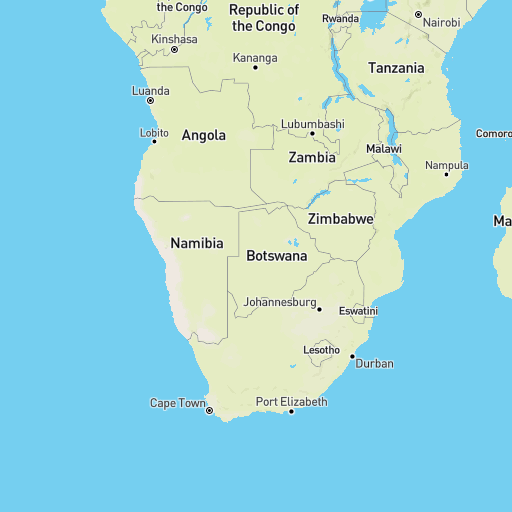 the Congo
Republic of
the Congo
Rwanda
Nairobi
Kinshasa
Kananga
Tanzania
Luanda
Lubumbashi
Lobito
Angola
Malawi
Comoro
Zambia
Nampula
Zimbabwe
Ma
Namibia
Botswana
Johannesburg
Eswatini
Lesotho
Durban
Cape Town
Port Elizabeth